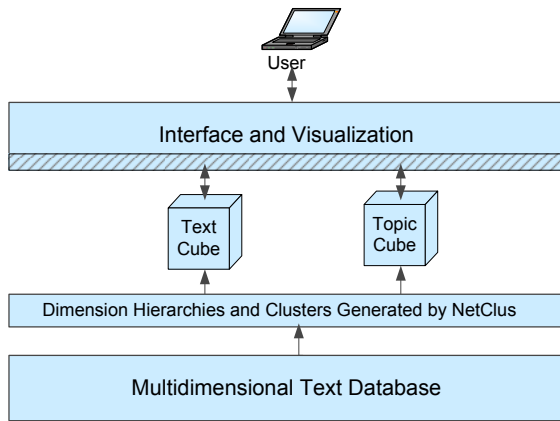 User
Interface and Visualization
Text
Cube
Topic
Cube
Dimension Hierarchies and Clusters Generated by NetClus
Multidimensional Text Database